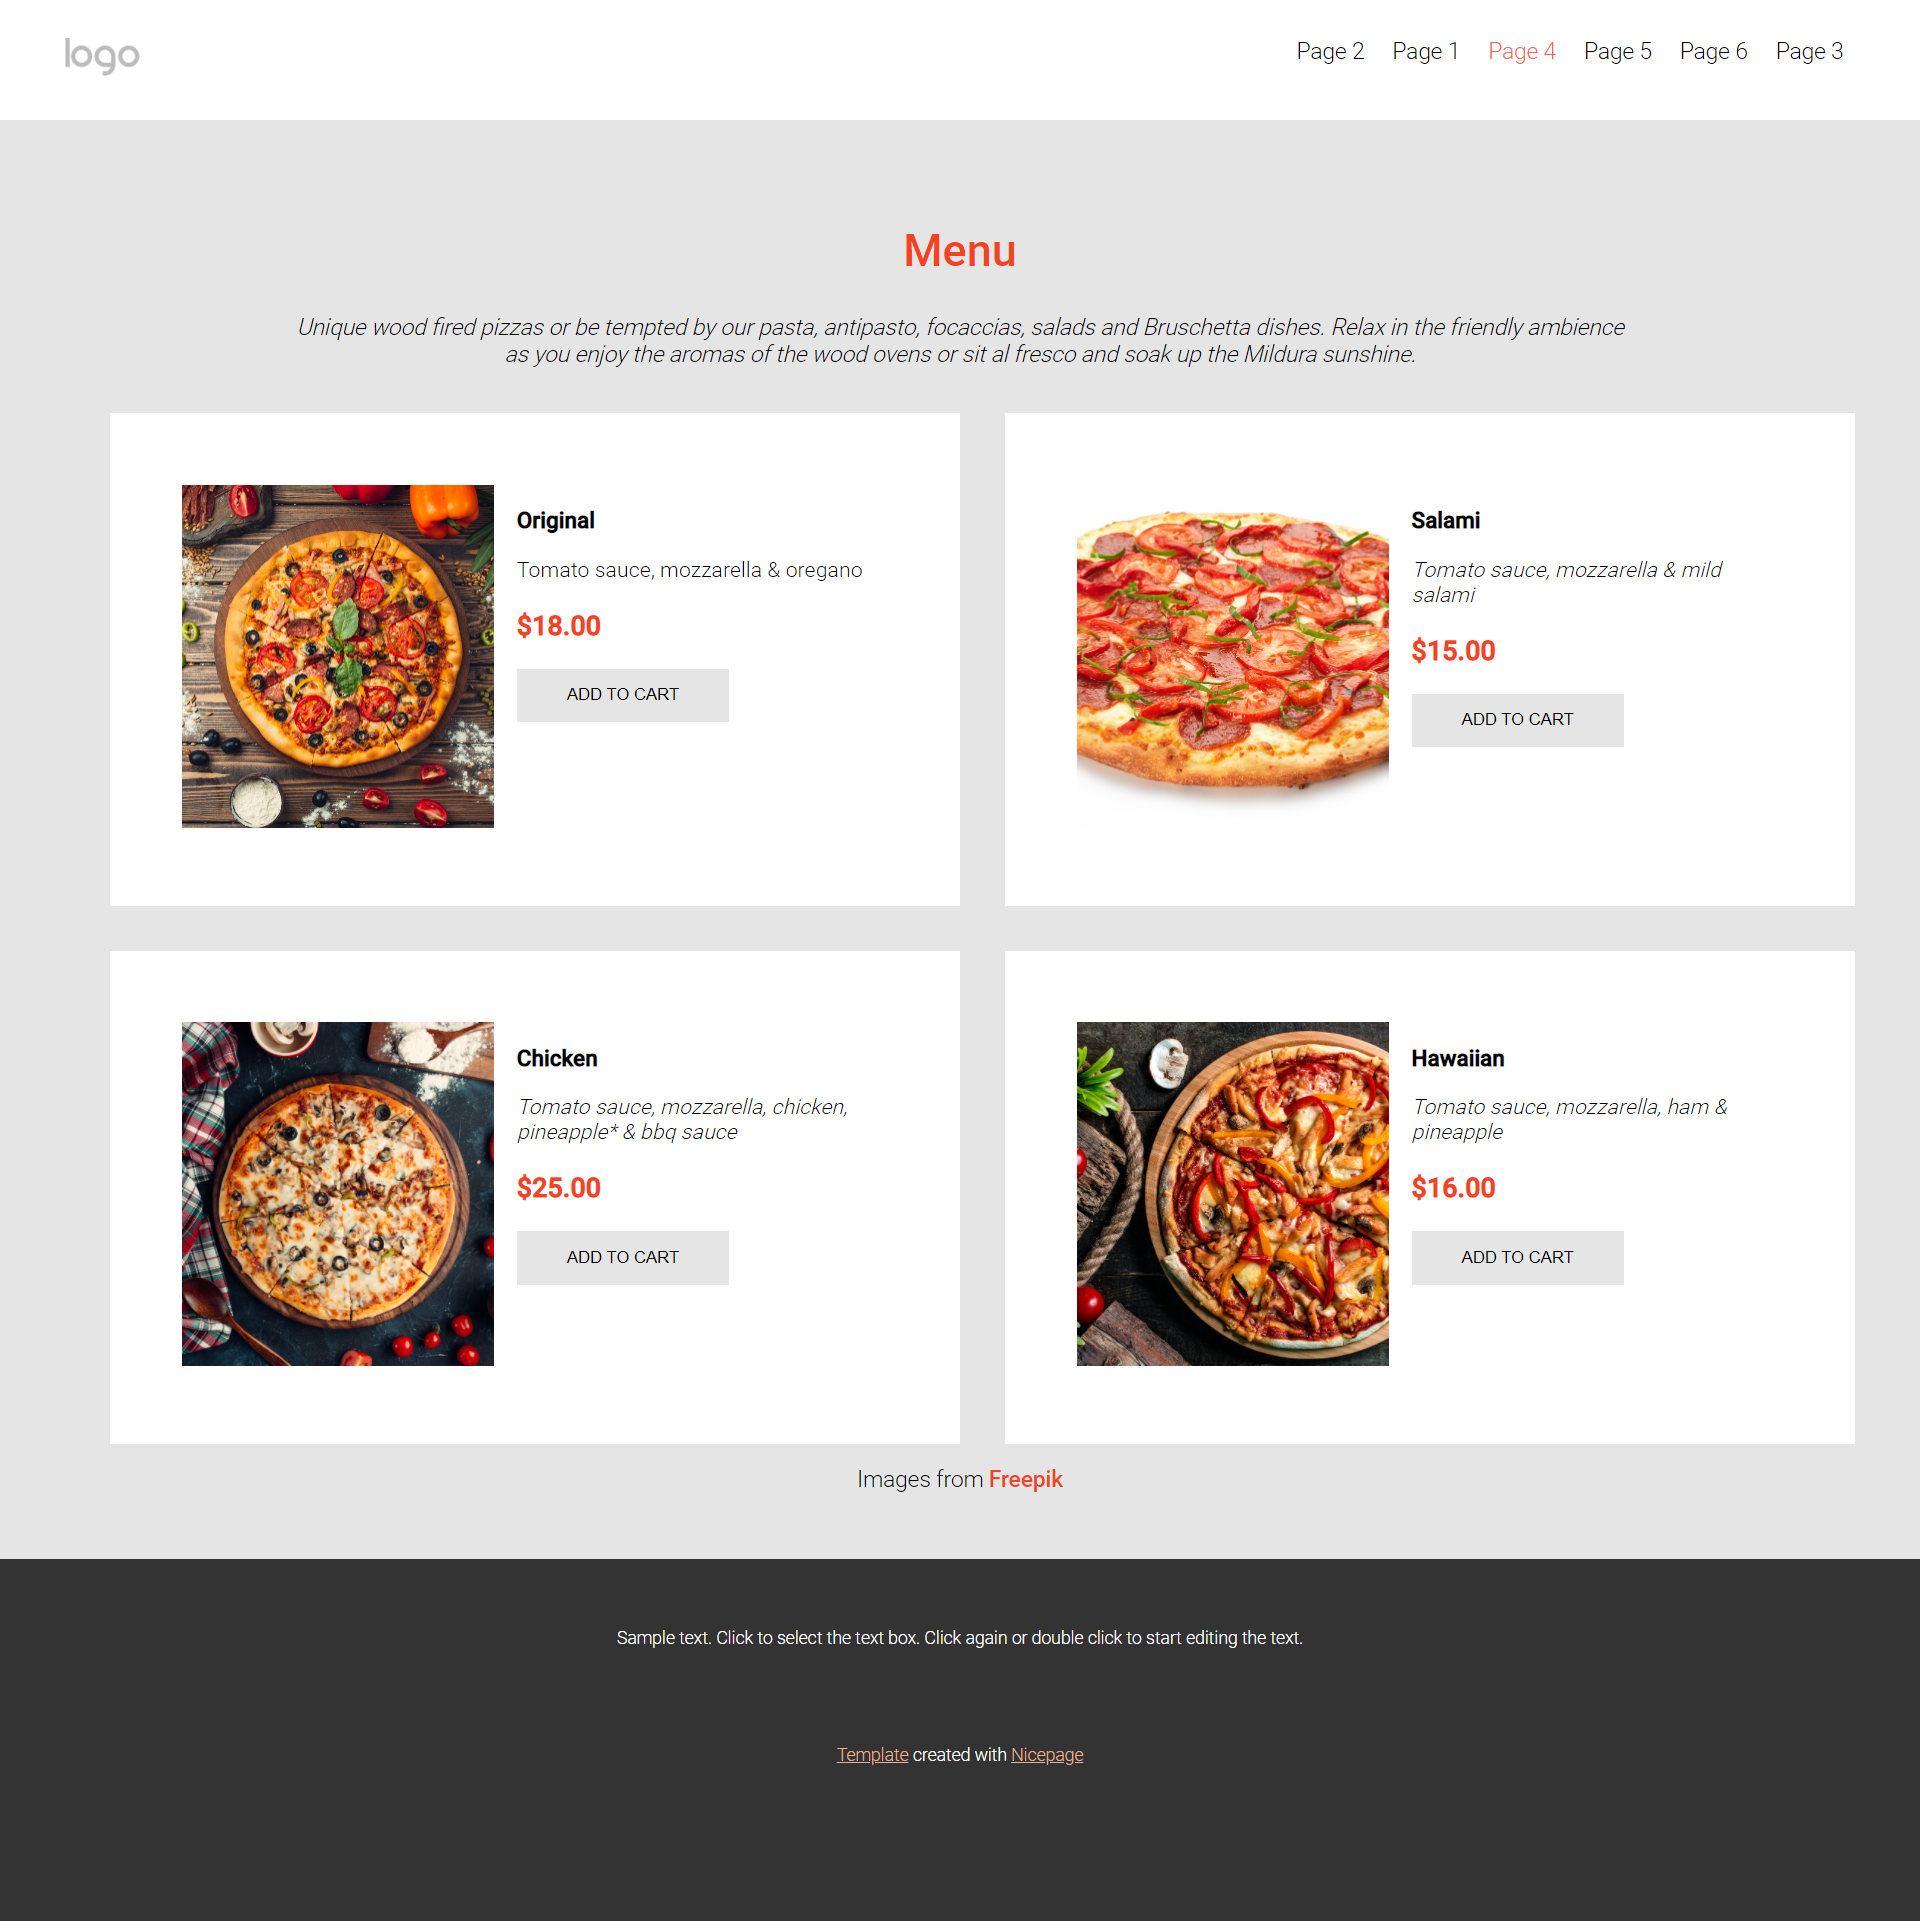 logo
Page 2 Page 1 Page 4 Page 5 Page 6 Page 3
Menu
Unique wood fired pizzas or be tempted by our pasta, antipasto, focaccias, salads and Bruschetta dishes. Relax in the friendly ambience
as you enjoy the aromas of the wood ovens or sit al fresco and soak up the Mildura sunshine.
Original
Tomato sauce, mozzarella & oregano
$18.00
ADD TO CART
Salami
Tomato sauce, mozzarella & mild
salami
$15.00
ADD TO CART
Chicken
Tomato sauce, mozzarella, chicken,
pineapple* & bbq sauce
$25.00
ADD TO CART
Hawaiian
Tomato sauce, mozzarella, ham &
pineapple
$16.00
ADD TO CART
Images from Freepik
Sample text. Click to select the text box. Click again or double click to start editing the text.
Template created with Nicepage